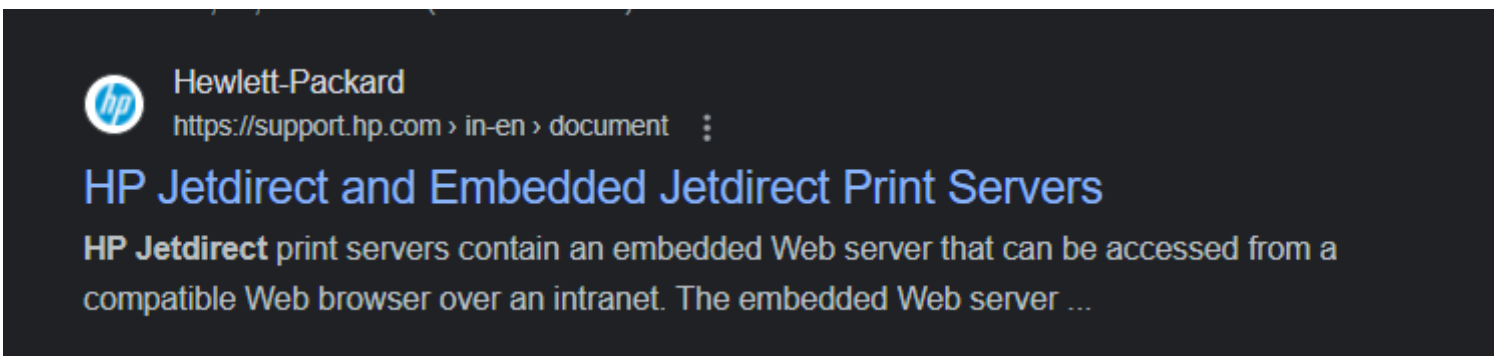 hp
Hewlett-Packard
https://support.hp.com › in-en › document
HP Jetdirect and Embedded Jetdirect Print Servers
HP Jetdirect print servers contain an embedded Web server that can be accessed from a
compatible Web browser over an intranet. The embedded Web server ...